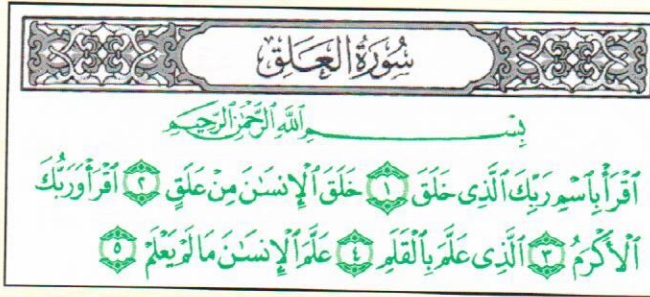 سُورَةُ العَلَق
بِسْمِ ٱللَّهِ ٱلرَّحْمَٰنِ ٱلرَّحِيمِ
ٱقْرَأْ بِٱسْمِ رَبِّكَ ٱلَّذِى خَلَقَ ١ خَلَقَ ٱلْإِنسَٰنَ مِنْ عَلَقٍ ٢ ٱقْرَأْ وَرَبُّكَ
ٱلْأَكْرَمُ ٣ ٱلَّذِى عَلَّمَ بِٱلْقَلَمِ ٤ عَلَّمَ ٱلْإِنسَٰنَ مَا لَمْ يَعْلَمْ ٥